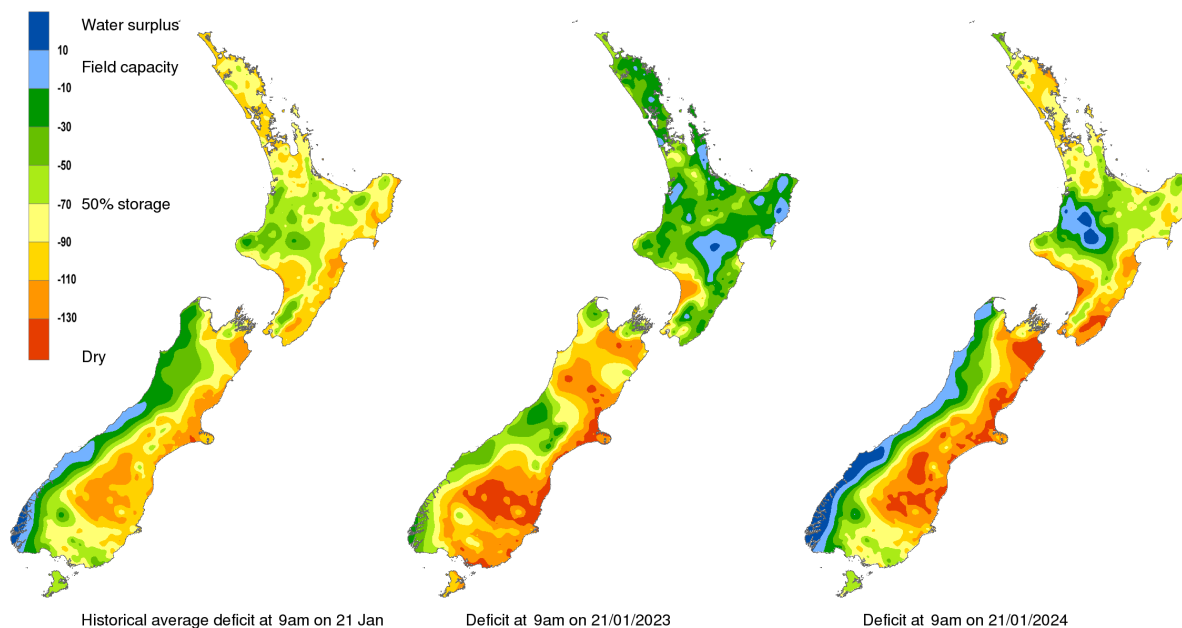 Water surplus
10
Field capacity
-10
-30
-50
50% storage
-70
-90
-110
-130
Dry
Historical average deficit at 9am on 21 Jan
Deficit at 9am on 21/01/2023
Deficit at 9am on 21/01/2024